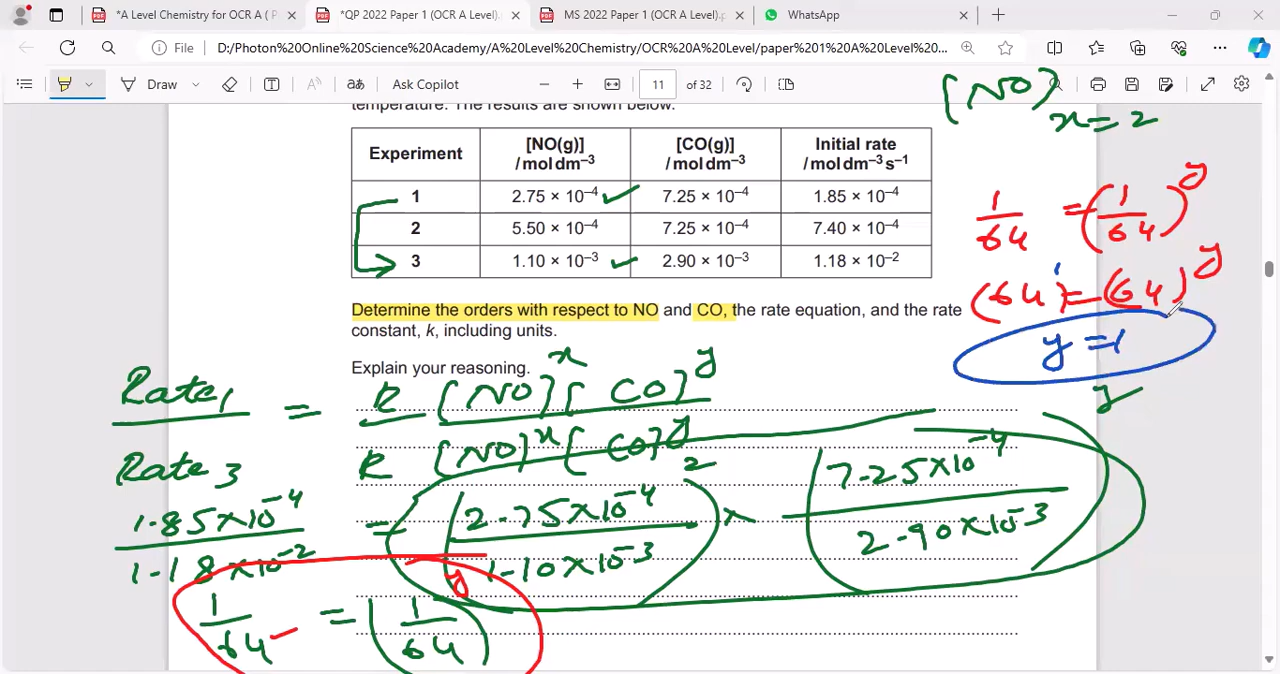 *A Level Chemistry for OCR A ( P
*QP 2022 Paper 1 (OCR A Level).
MS 2022 Paper 1 (OCR A Level).p
WhatsApp
File D:/Photon%20Online%20Science%20Academy/A%20Level%20Chemistry/OCR%20A%20Level/paper%201%20A%20Level%20...
Draw
Ask Copilot
11 of 32
temperature. The results are shown below.
[NO]
x = 2
Experiment [NO(g)] / mol dm⁻³ [CO(g)] / mol dm⁻³ Initial rate / mol dm⁻³ s⁻¹
1 2.75 × 10⁻⁴ 7.25 × 10⁻⁴ 1.85 × 10⁻⁴
2 5.50 × 10⁻⁴ 7.25 × 10⁻⁴ 7.40 × 10⁻⁴
3 1.10 × 10⁻³ 2.90 × 10⁻³ 1.18 × 10⁻²
1/64 = (1/64)^y
(64)¹ = (64)^y
y = 1
Determine the orders with respect to NO and CO, the rate equation, and the rate
constant, k, including units.
Explain your reasoning.
Rate₁ = k [NO]^x [CO]^y
Rate 3 k [NO]^x [CO]^y
1.85×10⁻⁴ = (2.75×10⁻⁴)² × (7.25×10⁻⁴)^y
1.18×10⁻² 1.10×10⁻³ 2.90×10⁻³
1/64 = (1/64)^y